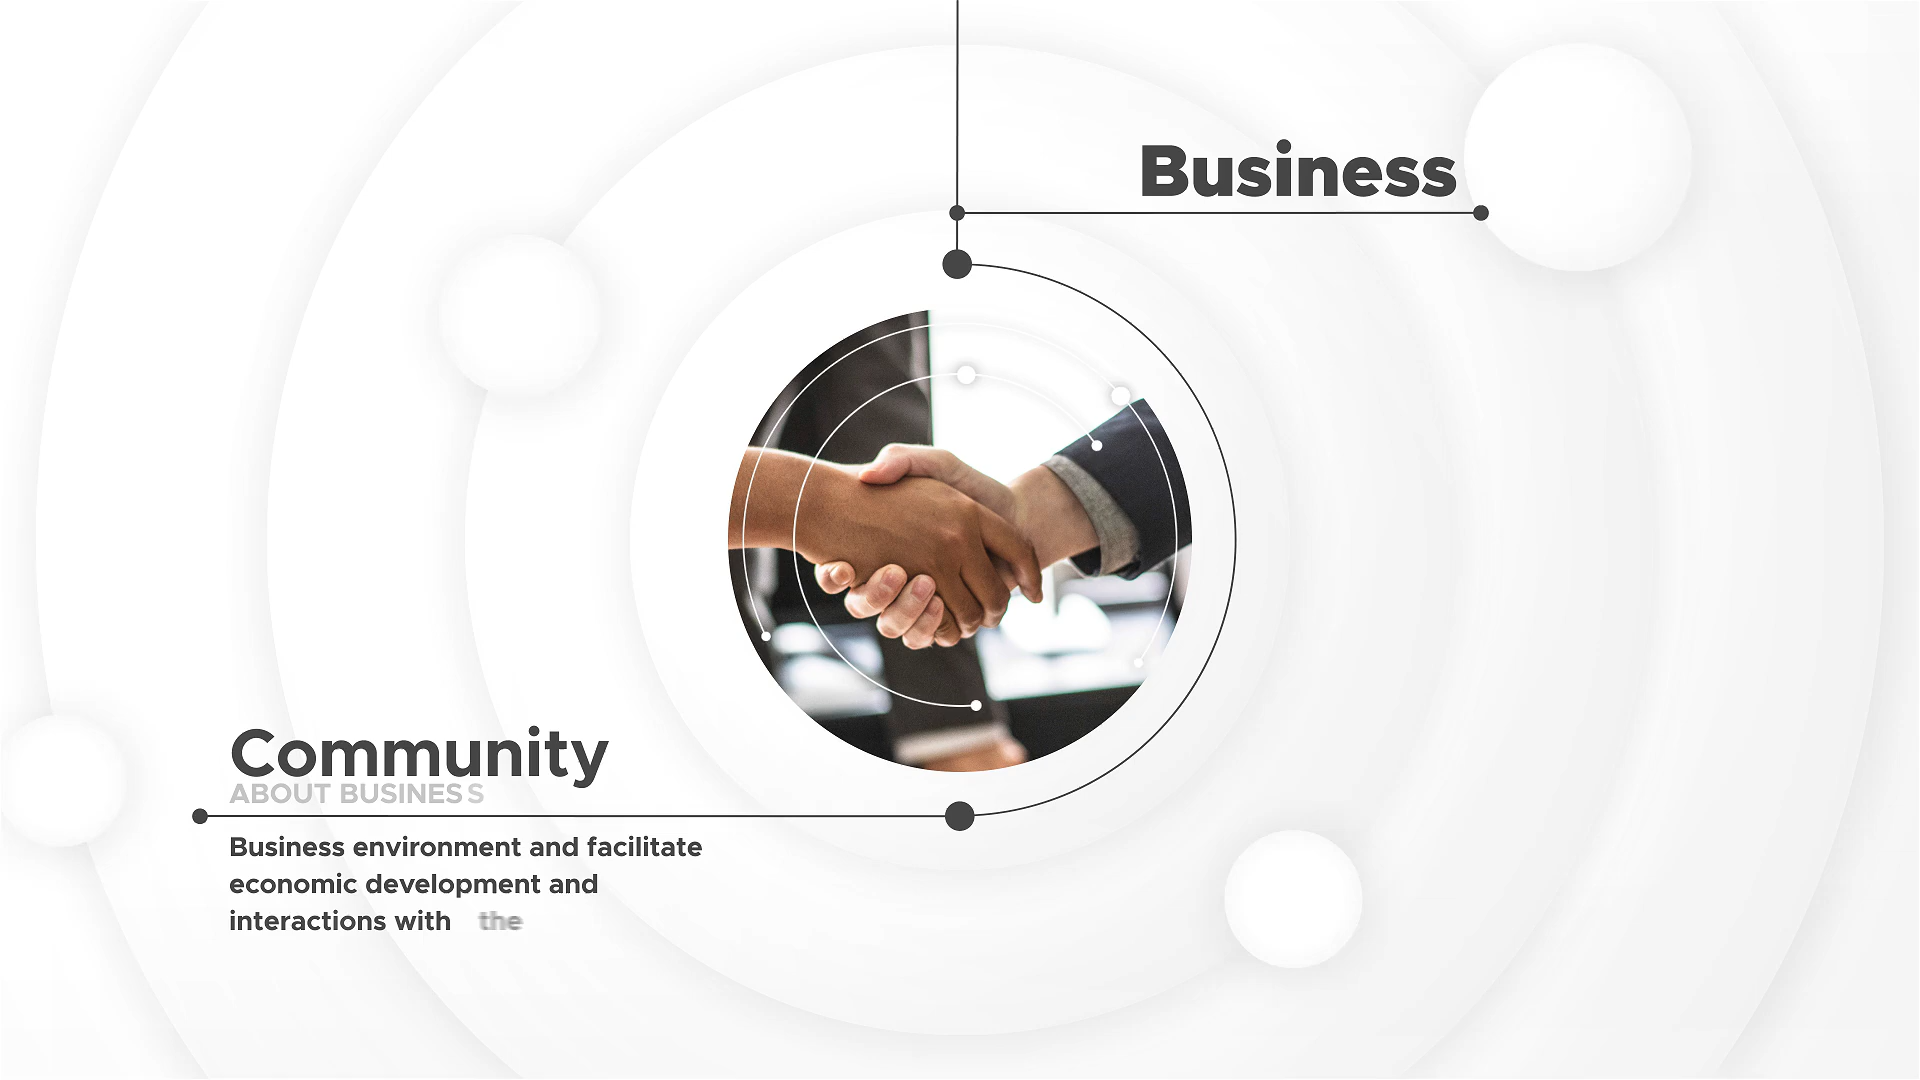 Business
Community
ABOUT BUSINESS
Business environment and facilitate
economic development and
interactions with the